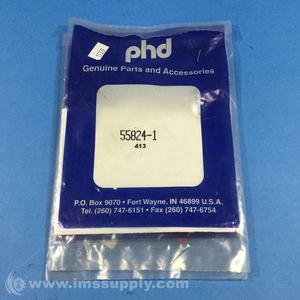 phd
Genuine Parts and Accessories
55824-1
413
P.O. Box 9070 • Fort Wayne, IN 46899 U.S.A.
Tel. (260) 747-6151 • Fax (260) 747-6754
© www.imssupply.com